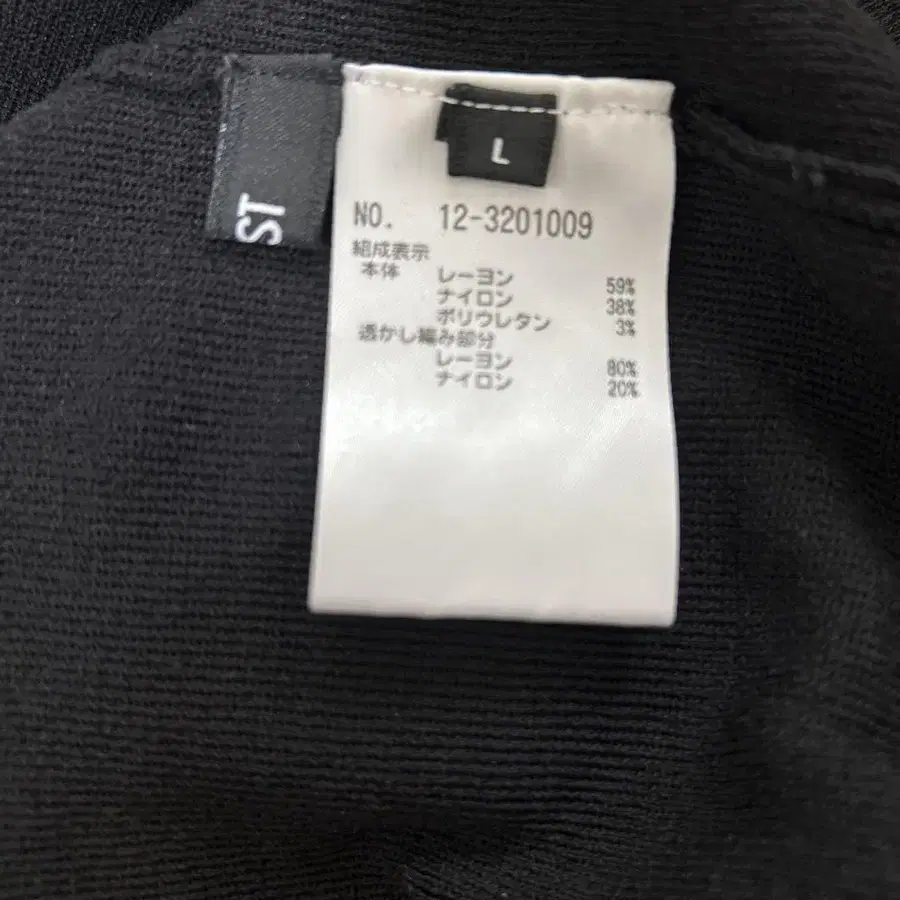 ST
L
NO. 12-3201009
組成表示
本体 レーヨン 59%
ナイロン 38%
ポリウレタン 3%
透かし編み部分
レーヨン 80%
ナイロン 20%